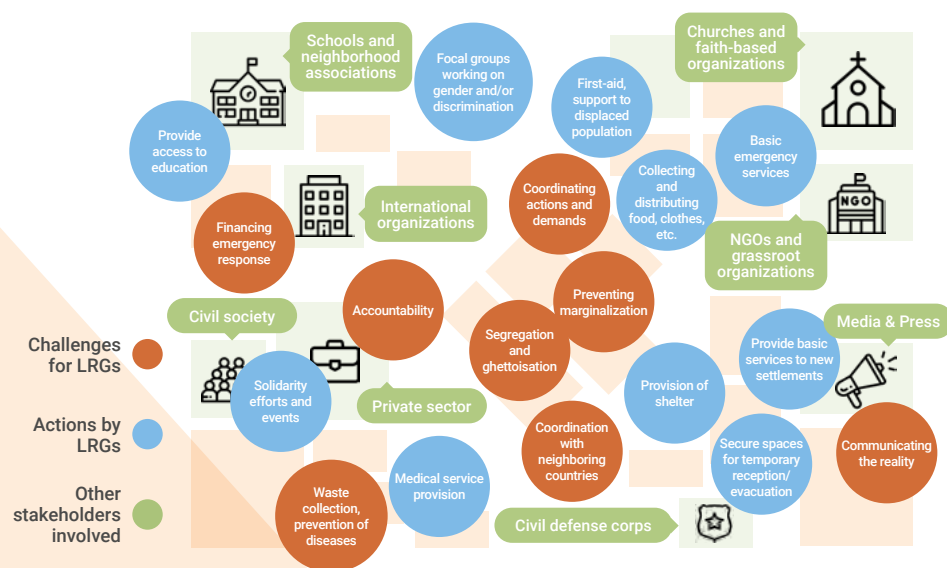 Schools and
neighborhood
associations
Focal groups
working on
gender and/or
discrimination
First-aid,
support to
displaced
population
Churches and
faith-based
organizations
Provide
access to
education
Basic
emergency
services
Coordinating
actions and
demands
Collecting
and
distributing
food, clothes,
etc.
International
organizations
NGO
Financing
emergency
response
NGOs and
grassroot
organizations
Civil society
Accountability
Preventing
marginalization
Segregation
and
ghettoisation
Media & Press
Provide basic
services to new
settlements
Challenges
for LRGs
Solidarity
efforts and
events
Private sector
Provision of
shelter
Actions by
LRGs
Coordination
with
neighboring
countries
Secure spaces
for temporary
reception/
evacuation
Communicating
the reality
Medical service
provision
Other
stakeholders
involved
Waste
collection,
prevention of
diseases
Civil defense corps